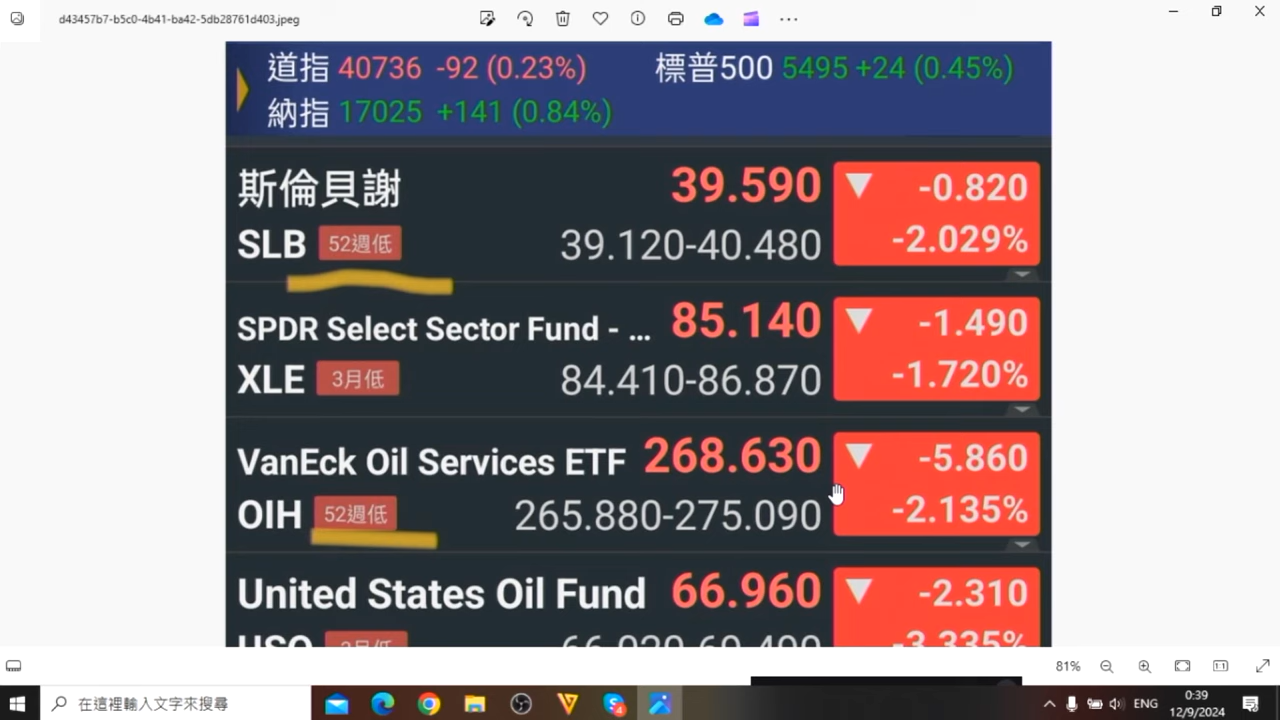 d43457b7-b5c0-4b41-ba42-5db28761d403.jpeg
道指 40736 -92 (0.23%) 標普500 5495 +24 (0.45%)
納指 17025 +141 (0.84%)
斯倫貝謝 39.590 -0.820
SLB 52週低 39.120-40.480 -2.029%
SPDR Select Sector Fund - ... 85.140 -1.490
XLE 3月低 84.410-86.870 -1.720%
VanEck Oil Services ETF 268.630 -5.860
OIH 52週低 265.880-275.090 -2.135%
United States Oil Fund 66.960 -2.310
USO -3.335%
81%
在這裡輸入文字來搜尋
ENG
0:39
12/9/2024